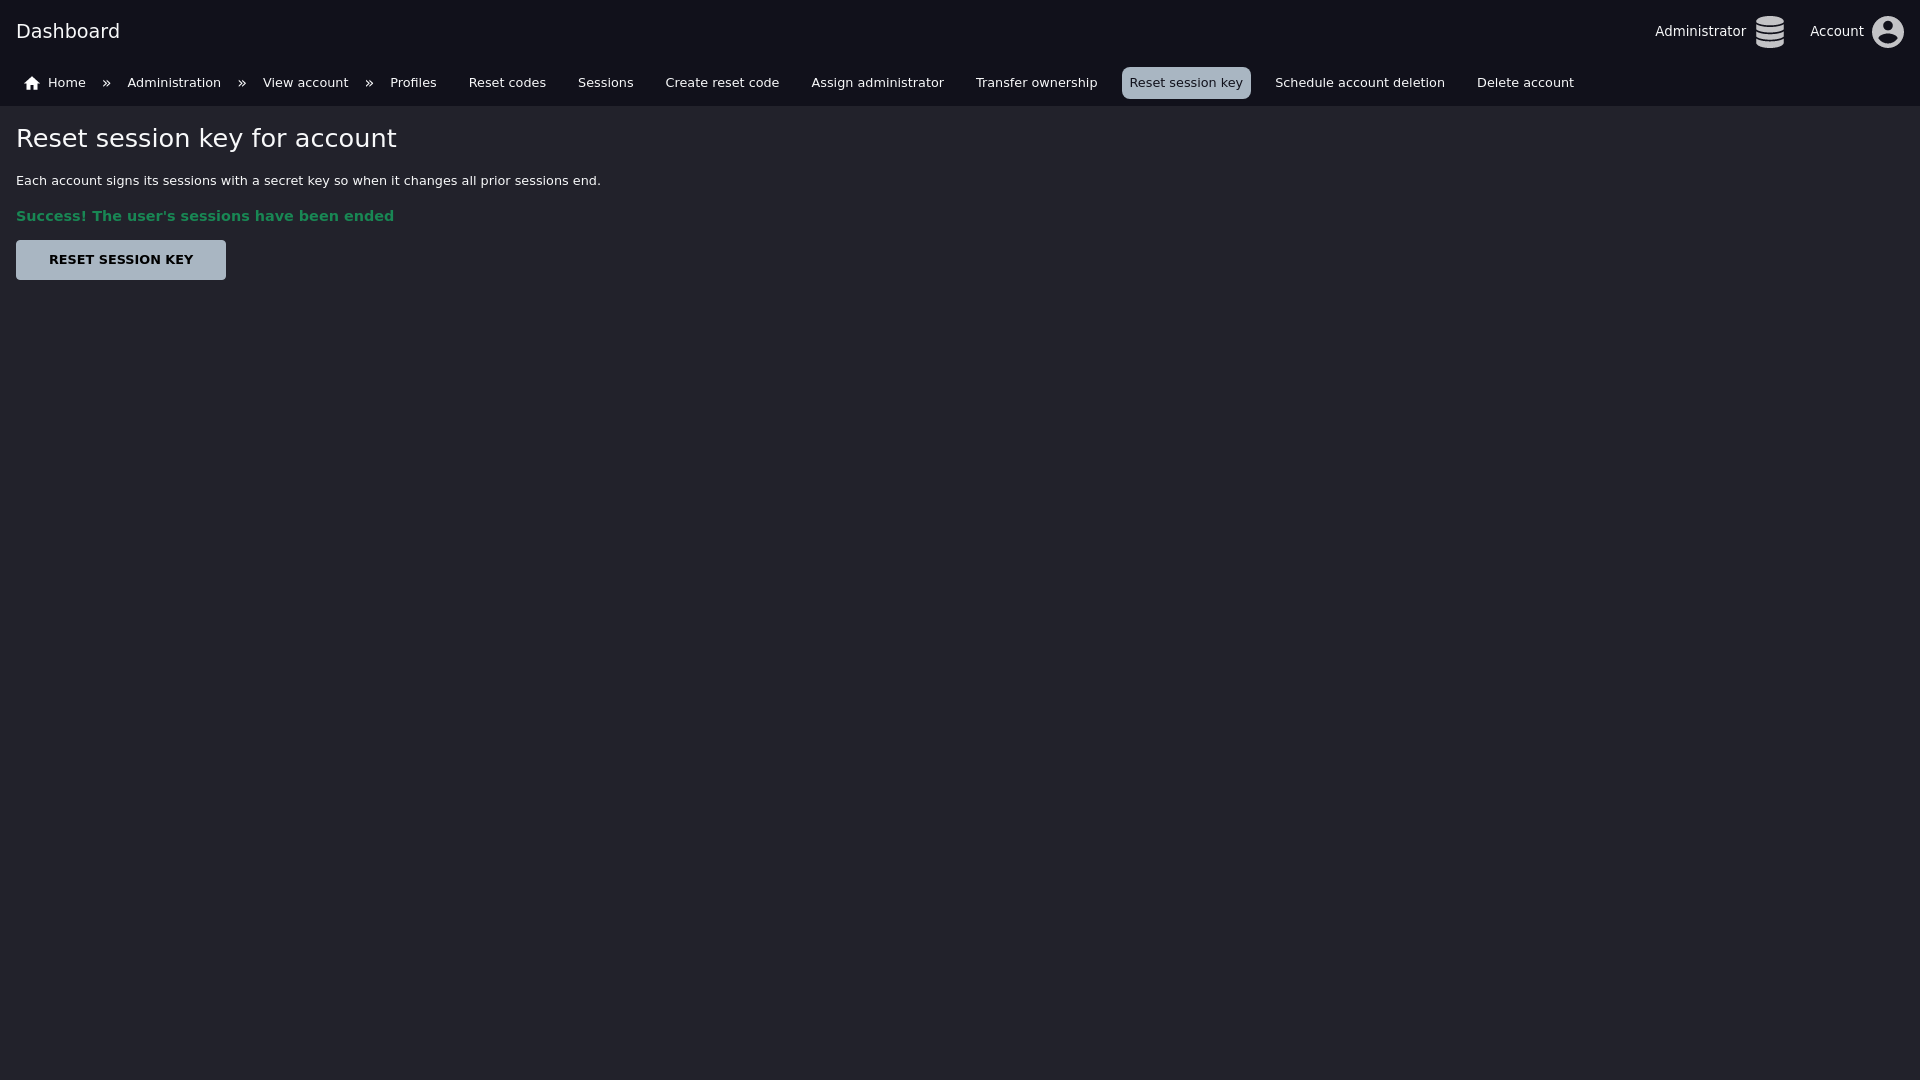 Dashboard
Administrator
Account
Home » Administration » View account » Profiles Reset codes Sessions Create reset code Assign administrator Transfer ownership Reset session key Schedule account deletion Delete account
Reset session key for account
Each account signs its sessions with a secret key so when it changes all prior sessions end.
Success! The user's sessions have been ended
RESET SESSION KEY